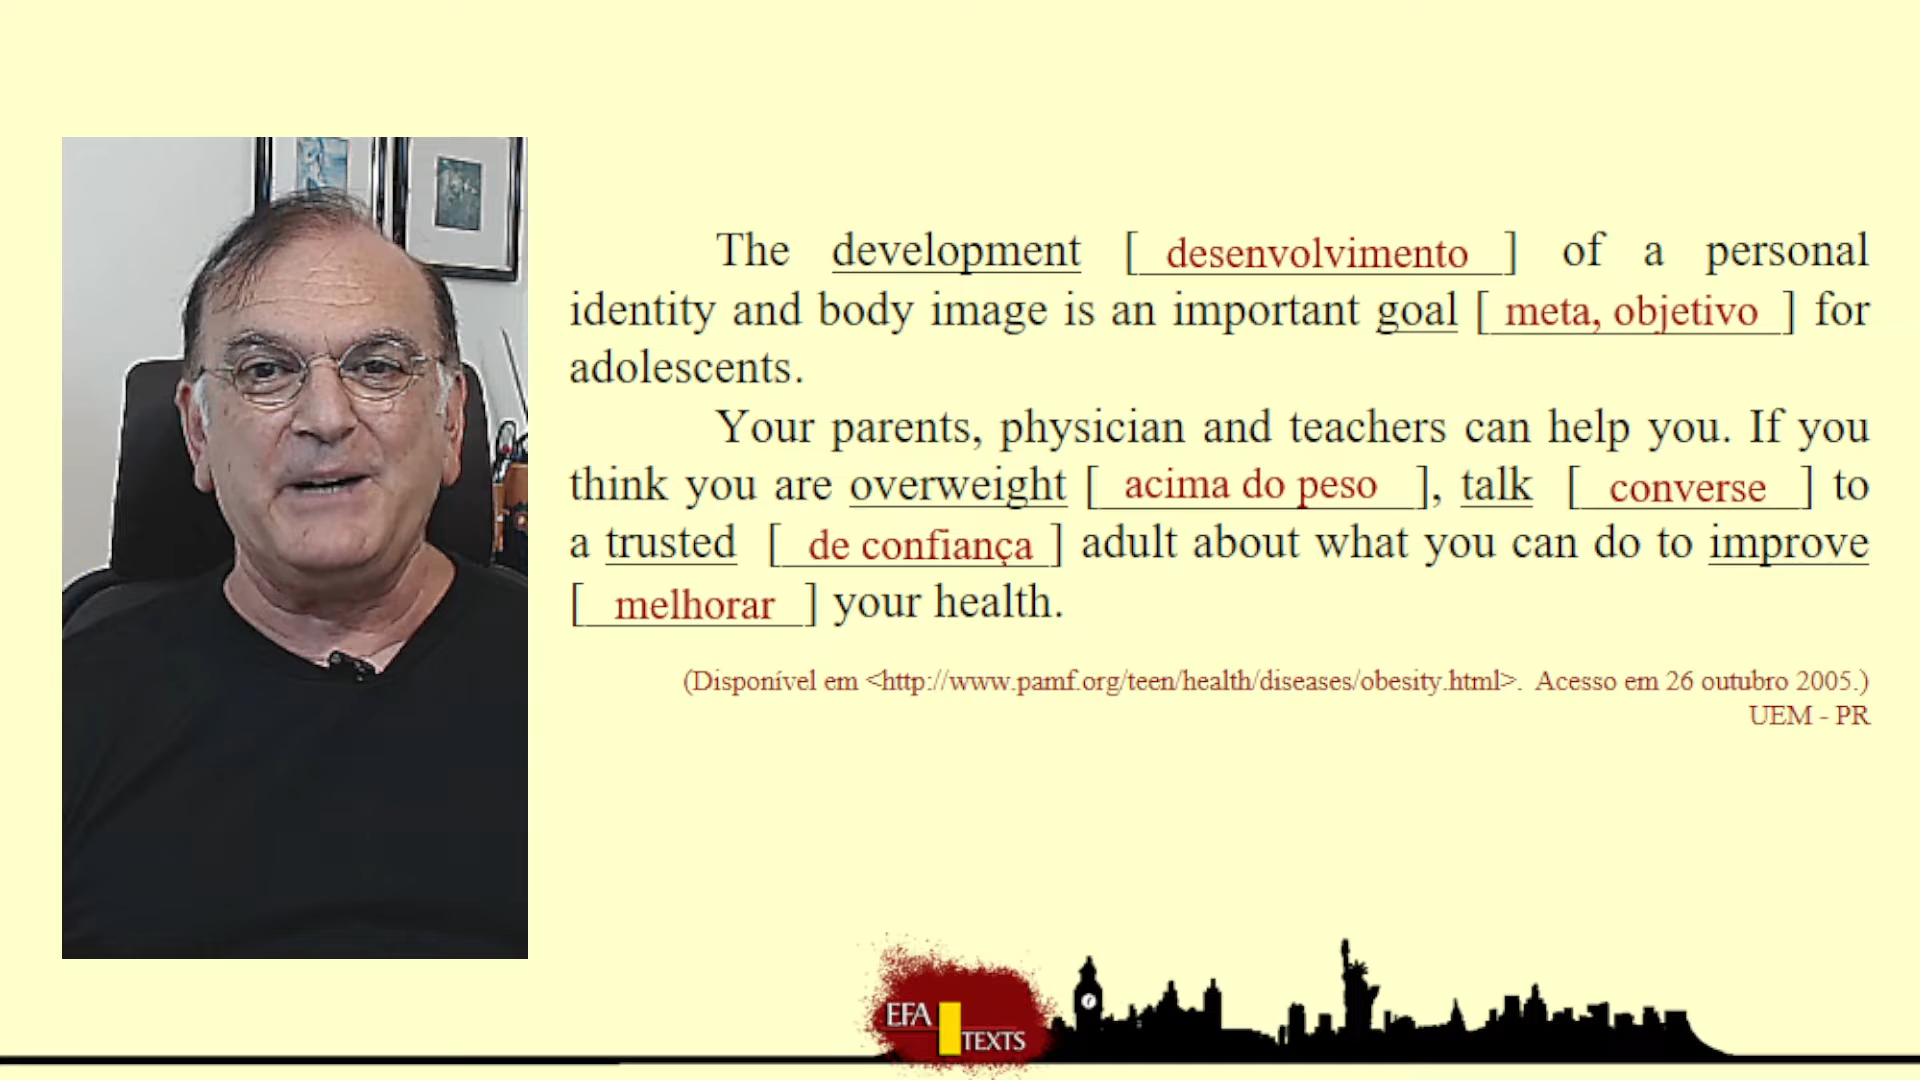 The development [ desenvolvimento ] of a personal
identity and body image is an important goal [ meta, objetivo ] for
adolescents.
Your parents, physician and teachers can help you. If you
think you are overweight [ acima do peso ], talk [ converse ] to
a trusted [ de confiança ] adult about what you can do to improve
[ melhorar ] your health.
(Disponível em <http://www.pamf.org/teen/health/diseases/obesity.html>. Acesso em 26 outubro 2005.)
UEM - PR
EFA
TEXTS